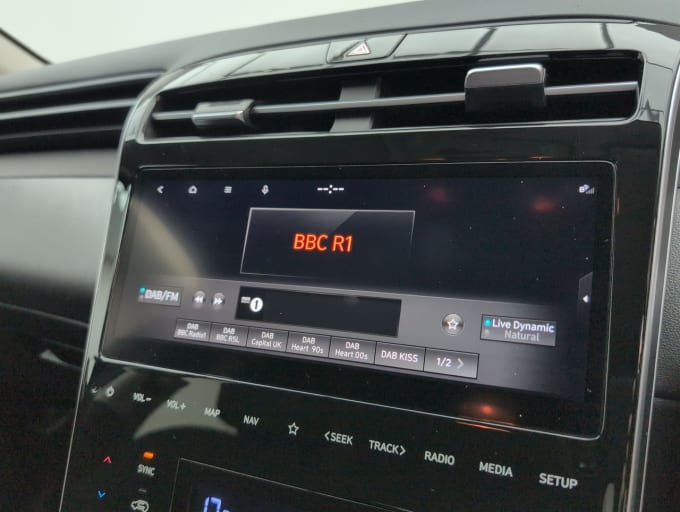 --:--
BBC R1
DAB/FM
Live Dynamic
Natural
DAB BBC Radio1
DAB BBC R5L
DAB Capital UK
DAB Heart 90s
DAB Heart 00s
DAB KISS
1/2 >
VOL- VOL+ MAP NAV <SEEK TRACK> RADIO MEDIA SETUP
SYNC